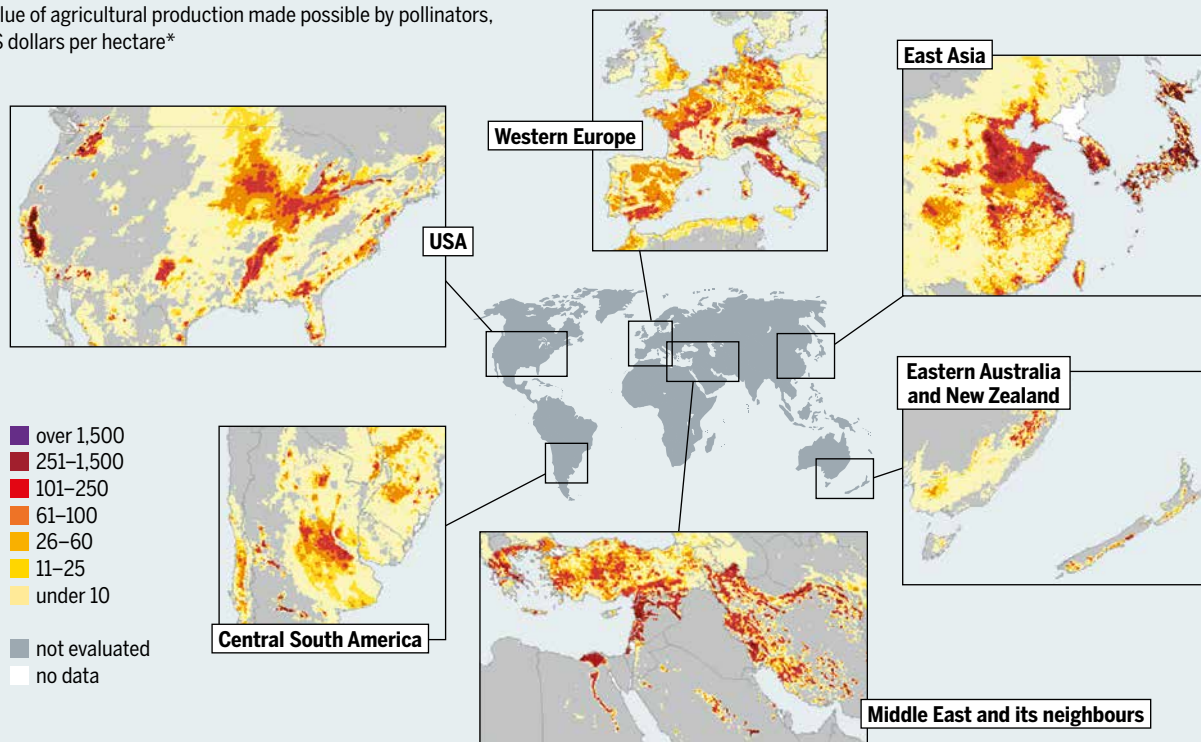 lue of agricultural production made possible by pollinators,
S dollars per hectare*
Western Europe
East Asia
USA
Eastern Australia
and New Zealand
over 1,500
251–1,500
101–250
61–100
26–60
11–25
under 10
not evaluated
no data
Central South America
Middle East and its neighbours